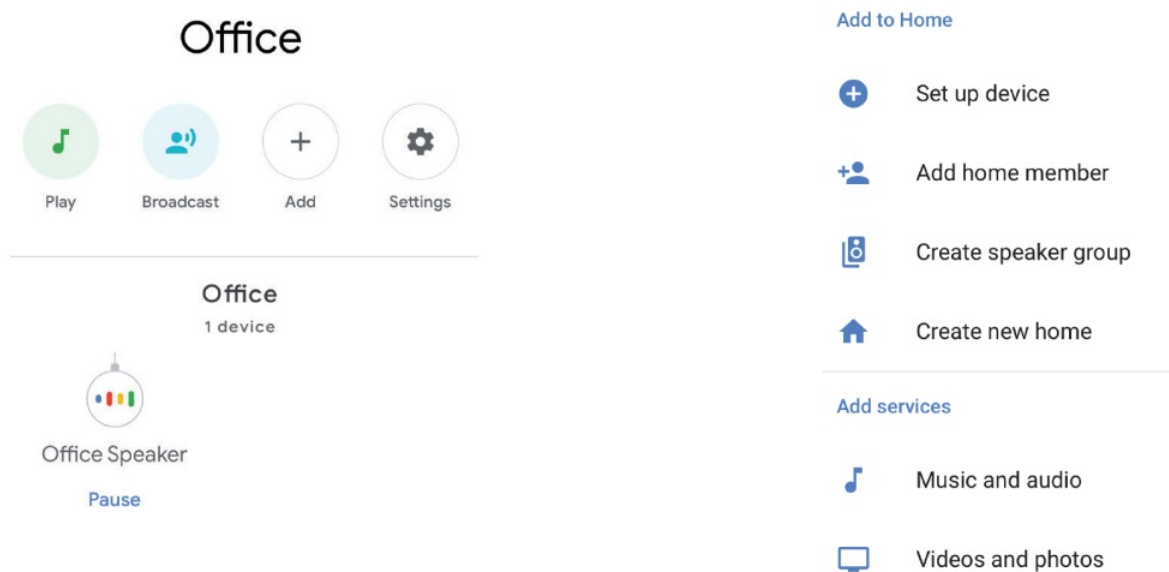 Office
Play Broadcast Add Settings
Office
1 device
Office Speaker
Pause
Add to Home
Set up device
Add home member
Create speaker group
Create new home
Add services
Music and audio
Videos and photos